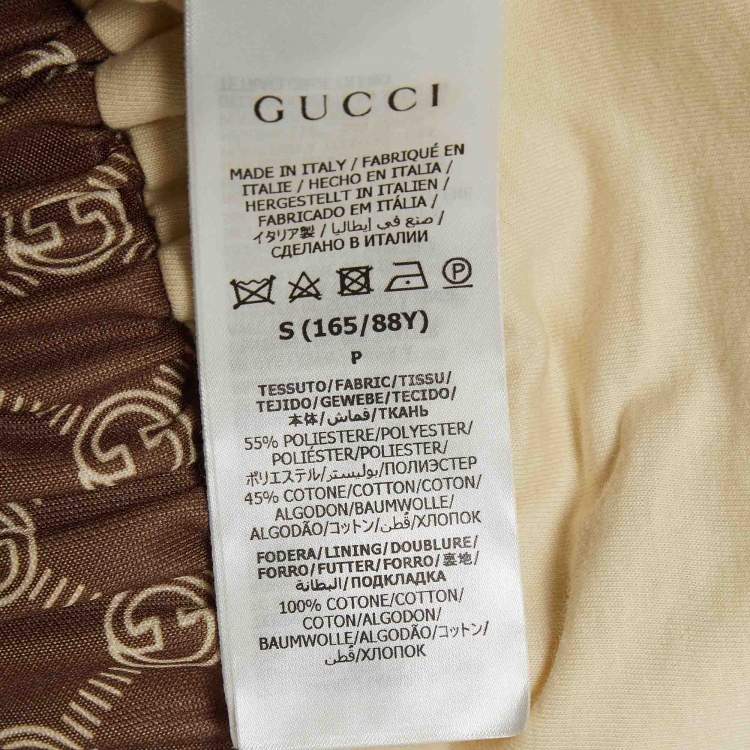 GUCCI
MADE IN ITALY / FABRIQUÉ EN
ITALIE / HECHO EN ITALIA /
HERGESTELLT IN ITALIEN /
FABRICADO EM ITÁLIA /
イタリア製 / صنع في إيطاليا /
СДЕЛАНО В ИТАЛИИ
P
S (165/88Y)
P
TESSUTO/FABRIC/TISSU/
TEJIDO/GEWEBE/TECIDO/
本体/قماش/ТКАНЬ
55% POLIESTERE/POLYESTER/
POLIÉSTER/POLIESTER/
ポリエステル/بوليستر/ПОЛИЭСТЕР
45% COTONE/COTTON/COTON/
ALGODON/BAUMWOLLE/
ALGODÃO/コットン/قطن/ХЛОПОК
FODERA/LINING/DOUBLURE/
FORRO/FUTTER/FORRO/裏地/
البطانة/ПОДКЛАДКА
100% COTONE/COTTON/
COTON/ALGODON/
BAUMWOLLE/ALGODÃO/コットン/
قطن/ХЛОПОК